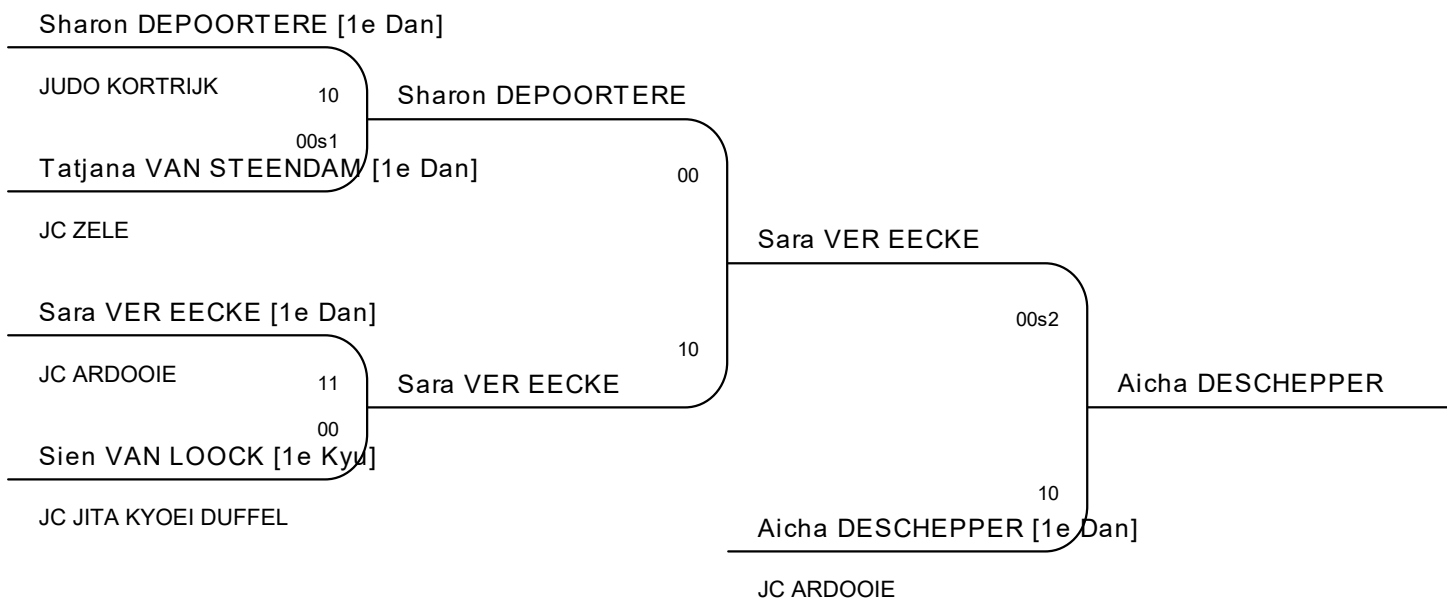 Sharon DEPOORTERE [1e Dan]
JUDO KORTRIJK
10
Sharon DEPOORTERE
00s1
Tatjana VAN STEENDAM [1e Dan]
00
JC ZELE
Sara VER EECKE
Sara VER EECKE [1e Dan]
00s2
10
JC ARDOOIE
11
Sara VER EECKE
Aicha DESCHEPPER
00
Sien VAN LOOCK [1e Kyu]
10
JC JITA KYOEI DUFFEL
Aicha DESCHEPPER [1e Dan]
JC ARDOOIE